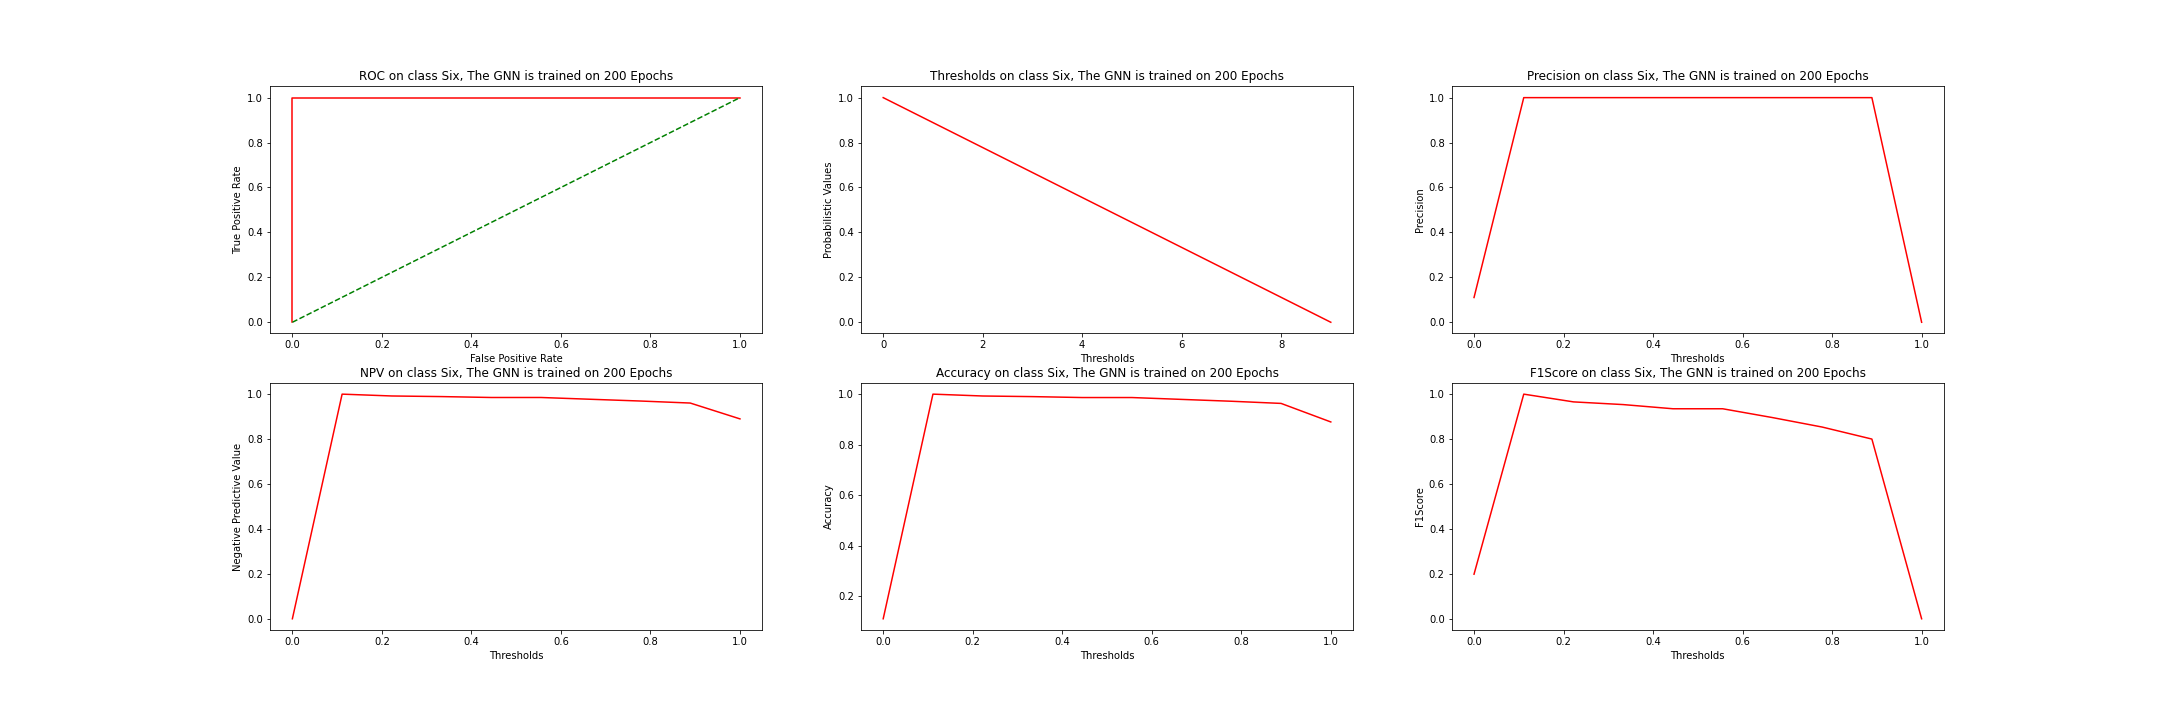 ROC on class Six, The GNN is trained on 200 Epochs
1.0
0.8
0.6
0.4
0.2
0.0
True Positive Rate
0.0 0.2 0.4 0.6 0.8 1.0
False Positive Rate
Thresholds on class Six, The GNN is trained on 200 Epochs
1.0
0.8
0.6
0.4
0.2
0.0
Probabilistic Values
0 2 4 6 8
Thresholds
Precision on class Six, The GNN is trained on 200 Epochs
1.0
0.8
0.6
0.4
0.2
0.0
Precision
0.0 0.2 0.4 0.6 0.8 1.0
Thresholds
NPV on class Six, The GNN is trained on 200 Epochs
1.0
0.8
0.6
0.4
0.2
0.0
Negative Predictive Value
0.0 0.2 0.4 0.6 0.8 1.0
Thresholds
Accuracy on class Six, The GNN is trained on 200 Epochs
1.0
0.8
0.6
0.4
0.2
Accuracy
0.0 0.2 0.4 0.6 0.8 1.0
Thresholds
F1Score on class Six, The GNN is trained on 200 Epochs
1.0
0.8
0.6
0.4
0.2
0.0
F1Score
0.0 0.2 0.4 0.6 0.8 1.0
Thresholds